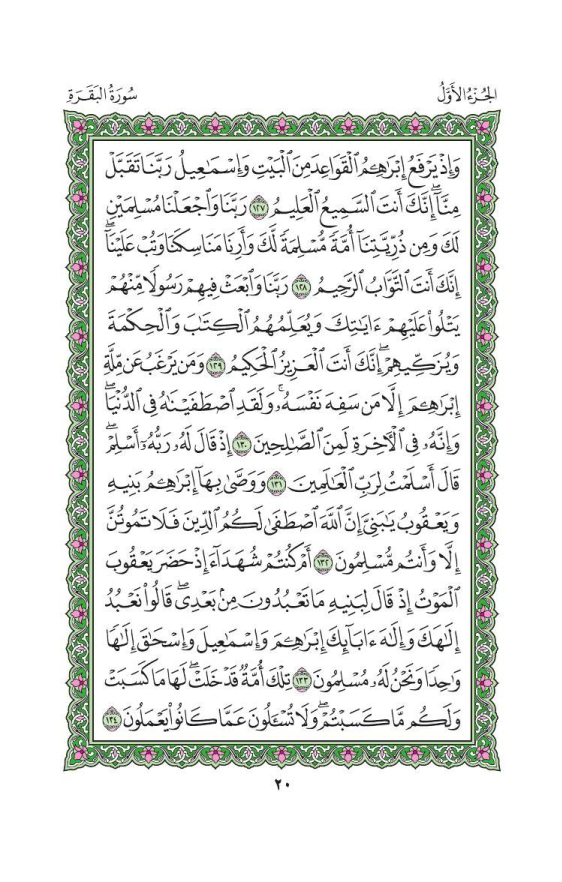 الجُزْءُ الأَوَّلُ
سُورَةُ البَقَرَةِ
وَإِذْ يَرْفَعُ إِبْرَٰهِـۧمُ ٱلْقَوَاعِدَ مِنَ ٱلْبَيْتِ وَإِسْمَٰعِيلُ رَبَّنَا تَقَبَّلْ
مِنَّآ ۖ إِنَّكَ أَنتَ ٱلسَّمِيعُ ٱلْعَلِيمُ ١٢٧ رَبَّنَا وَٱجْعَلْنَا مُسْلِمَيْنِ
لَكَ وَمِن ذُرِّيَّتِنَآ أُمَّةً مُّسْلِمَةً لَّكَ وَأَرِنَا مَنَاسِكَنَا وَتُبْ عَلَيْنَآ ۖ
إِنَّكَ أَنتَ ٱلتَّوَّابُ ٱلرَّحِيمُ ١٢٨ رَبَّنَا وَٱبْعَثْ فِيهِمْ رَسُولًا مِّنْهُمْ
يَتْلُوا۟ عَلَيْهِمْ ءَايَٰتِكَ وَيُعَلِّمُهُمُ ٱلْكِتَٰبَ وَٱلْحِكْمَةَ
وَيُزَكِّيهِمْ ۚ إِنَّكَ أَنتَ ٱلْعَزِيزُ ٱلْحَكِيمُ ١٢٩ وَمَن يَرْغَبُ عَن مِّلَّةِ
إِبْرَٰهِـۧمَ إِلَّا مَن سَفِهَ نَفْسَهُۥ ۚ وَلَقَدِ ٱصْطَفَيْنَٰهُ فِى ٱلدُّنْيَا ۖ
وَإِنَّهُۥ فِى ٱلْءَاخِرَةِ لَمِنَ ٱلصَّٰلِحِينَ ١٣٠ إِذْ قَالَ لَهُۥ رَبُّهُۥٓ أَسْلِمْ ۖ
قَالَ أَسْلَمْتُ لِرَبِّ ٱلْعَٰلَمِينَ ١٣١ وَوَصَّىٰ بِهَآ إِبْرَٰهِـۧمُ بَنِيهِ
وَيَعْقُوبُ يَٰبَنِىَّ إِنَّ ٱللَّهَ ٱصْطَفَىٰ لَكُمُ ٱلدِّينَ فَلَا تَمُوتُنَّ
إِلَّا وَأَنتُم مُّسْلِمُونَ ١٣٢ أَمْ كُنتُمْ شُهَدَآءَ إِذْ حَضَرَ يَعْقُوبَ
ٱلْمَوْتُ إِذْ قَالَ لِبَنِيهِ مَا تَعْبُدُونَ مِنۢ بَعْدِى ۖ قَالُوا۟ نَعْبُدُ
إِلَٰهَكَ وَإِلَٰهَ ءَابَآئِكَ إِبْرَٰهِـۧمَ وَإِسْمَٰعِيلَ وَإِسْحَٰقَ إِلَٰهًا
وَٰحِدًا وَنَحْنُ لَهُۥ مُسْلِمُونَ ١٣٣ تِلْكَ أُمَّةٌ قَدْ خَلَتْ ۖ لَهَا مَا كَسَبَتْ
وَلَكُم مَّا كَسَبْتُمْ ۖ وَلَا تُسْـَٔلُونَ عَمَّا كَانُوا۟ يَعْمَلُونَ ١٣٤
٢٠